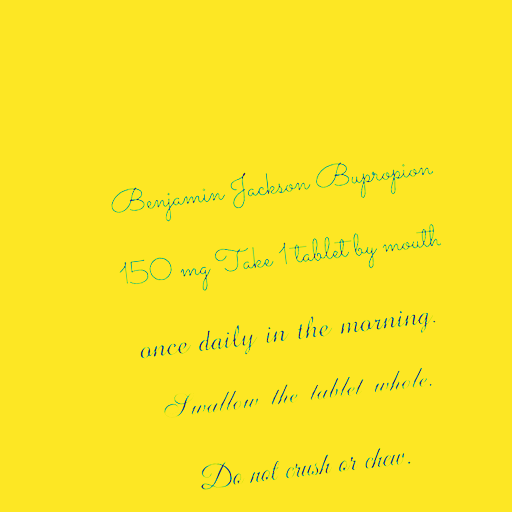 Benjamin Jackson Bupropion
150 mg Take 1 tablet by mouth
once daily in the morning.
Swallow the tablet whole.
Do not crush or chew.